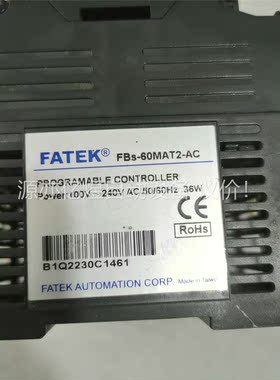 FATEK® FBs-60MAT2-AC
PROGRAMABLE CONTROLLER
Power:100V~~240V AC 50/60Hz 36W
CE
RoHs
B1Q2230C1461
FATEK AUTOMATION CORP. Made in Taiwan